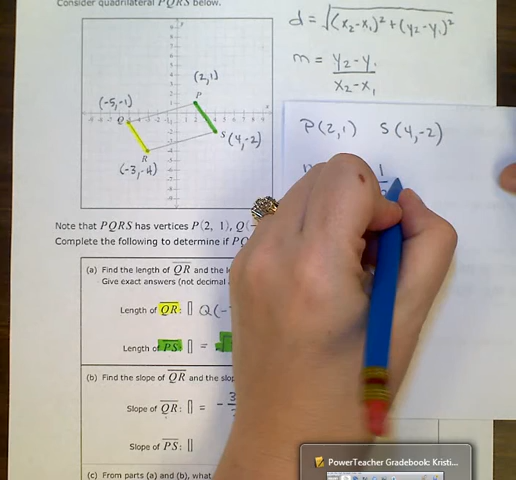 Consider quadrilateral PQRS below.
d = √(x₂-x₁)² + (y₂-y₁)²
m = y₂-y₁
x₂-x₁
y
x
(2,1)
P
(-5,-1)
Q
S (4,-2)
R
(-3,-4)
P(2,1) S(4,-2)
1
Note that PQRS has vertices P(2, 1), Q(
Complete the following to determine if PQ
(a) Find the length of QR and the
Give exact answers (not decimal
Length of QR: [] Q(-
Length of PS: [] = √
(b) Find the slope of QR and the slop
Slope of QR: [] = - 3
Slope of PS: []
(c) From parts (a) and (b), what
PowerTeacher Gradebook: Kristi...